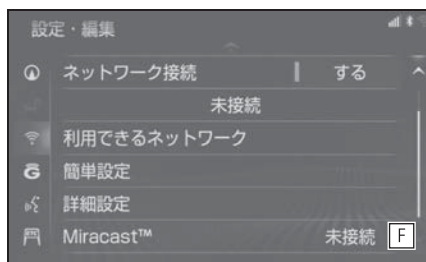 設定・編集
ネットワーク接続 する
未接続
利用できるネットワーク
簡単設定
詳細設定
Miracast™ 未接続 F